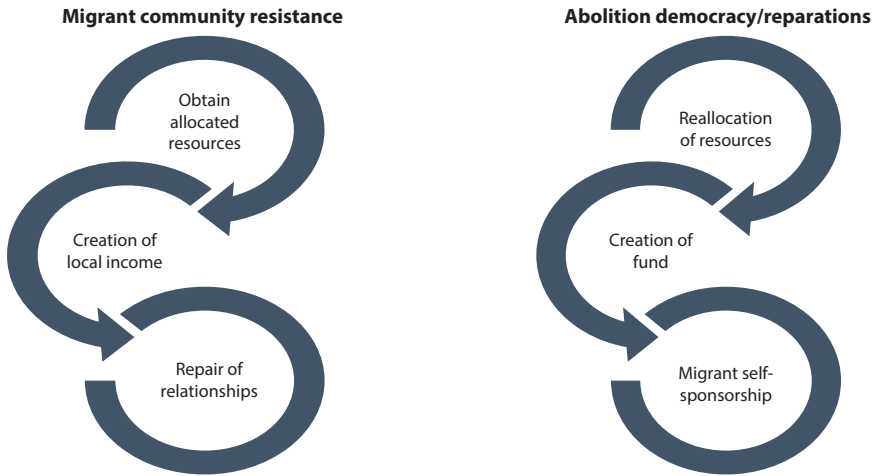 Migrant community resistance
Obtain
allocated
resources
Creation of
local income
Repair of
relationships
Abolition democracy/reparations
Reallocation
of resources
Creation of
fund
Migrant self-
sponsorship